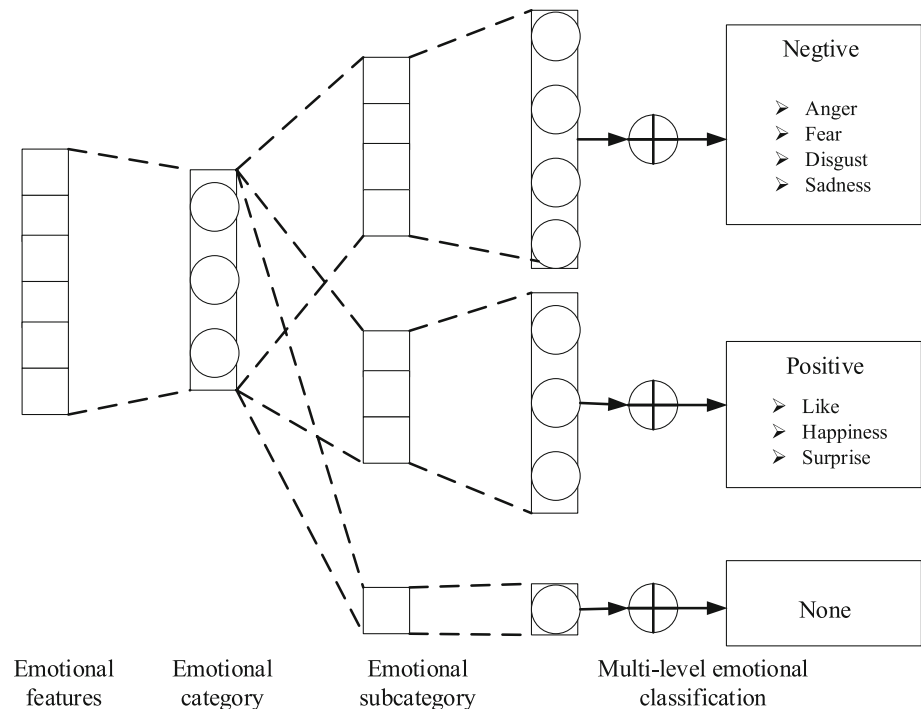 Negtive
Anger
Fear
Disgust
Sadness
Positive
Like
Happiness
Surprise
None
Emotional
features
Emotional
category
Emotional
subcategory
Multi-level emotional
classification